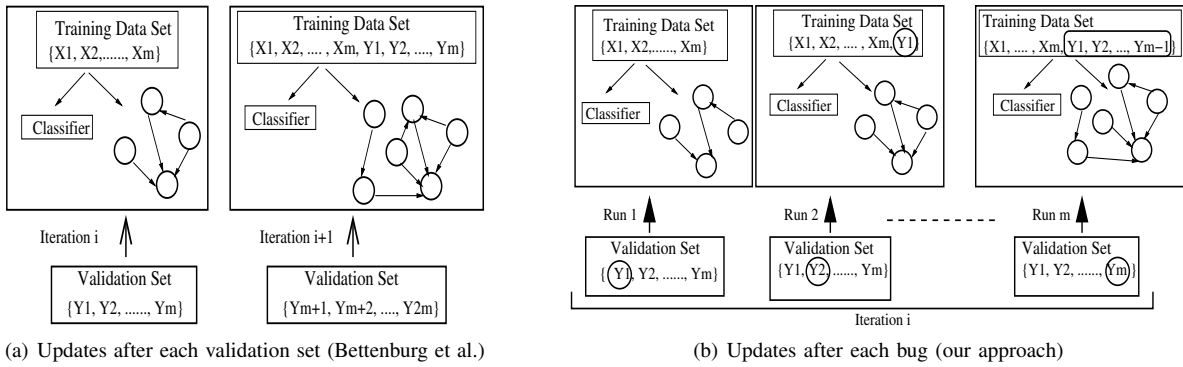 Training Data Set
{X1, X2,......, Xm}
Classifier
Iteration i
Validation Set
{Y1, Y2, ......, Ym}
Training Data Set
{X1, X2, .... , Xm, Y1, Y2, ...., Ym}
Classifier
Iteration i+1
Validation Set
{Ym+1, Ym+2, ...., Y2m}
(a) Updates after each validation set (Bettenburg et al.)
Training Data Set
{X1, X2,......, Xm}
Classifier
Run 1
Validation Set
{ Y1, Y2, ......, Ym}
Training Data Set
{X1, X2, .... , Xm, Y1}
Classifier
Run 2
Validation Set
{Y1, Y2, ......, Ym}
Training Data Set
{X1, .... , Xm, Y1, Y2, ..., Ym−1}
Classifier
Run m
Validation Set
{Y1, Y2, ......, Ym}
Iteration i
(b) Updates after each bug (our approach)